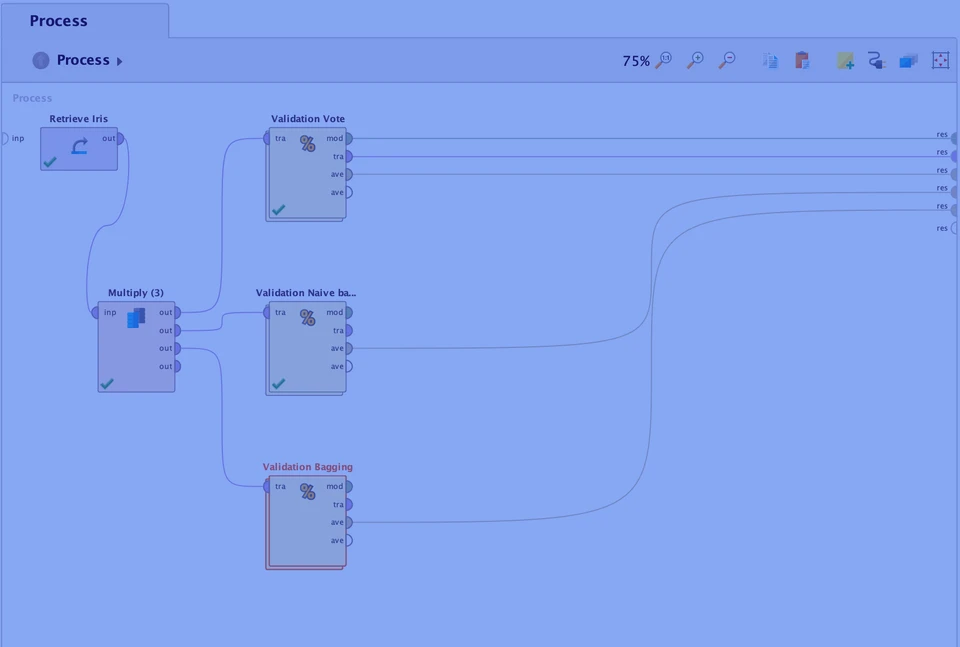 Process
Process
75%
Process
Retrieve Iris
inp
out
Validation Vote
tra
mod
tra
ave
ave
res
res
res
res
res
res
Multiply (3)
inp
out
out
out
out
Validation Naive ba...
tra
mod
tra
ave
ave
Validation Bagging
tra
mod
tra
ave
ave